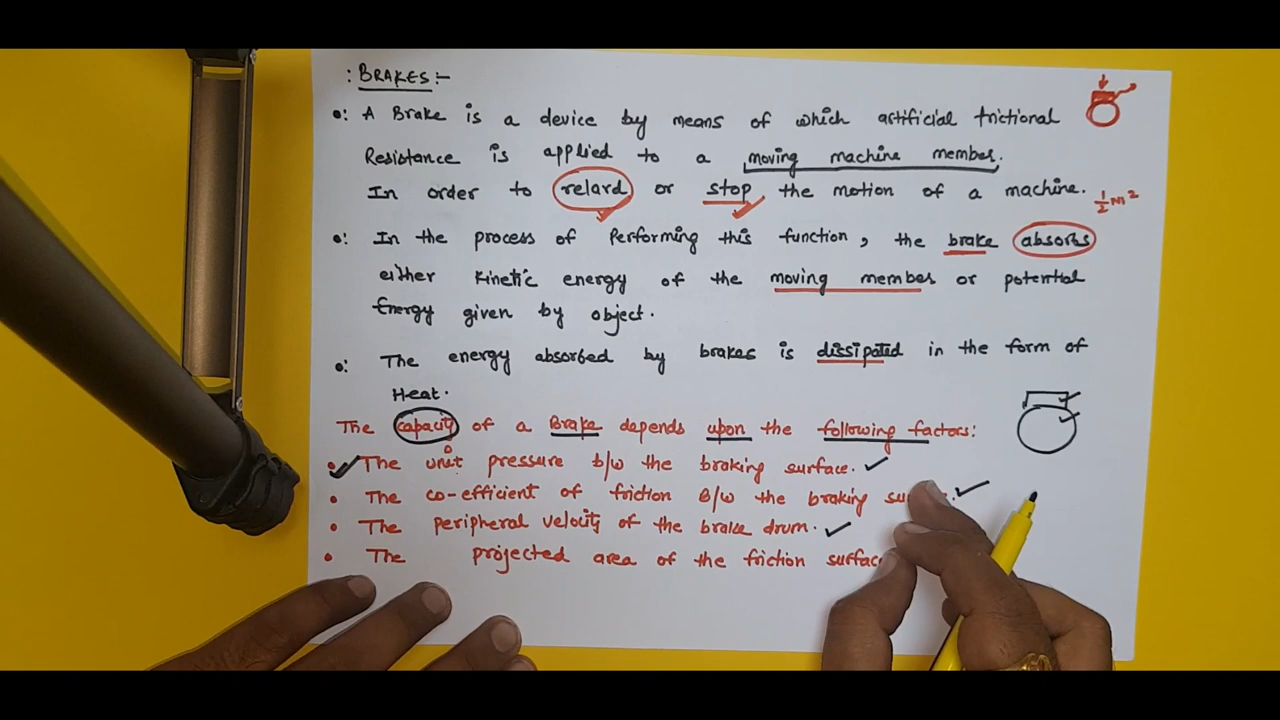 : BRAKES :-
A Brake is a device by means of which artificial frictional
Resistance is applied to a moving machine member.
In order to relard or stop the motion of a machine.
1/2 m²
In the process of Performing this function, the brake absorbs
either Kinetic energy of the moving member or potential
Energy given by object.
The energy absorbed by brakes is dissipated in the form of
Heat.
The capacity of a Brake depends upon the following factors:
The unit pressure b/w the braking surface.
The co-efficient of friction B/w the braking
The peripheral velocity of the brake drum.
The projected area of the friction surface